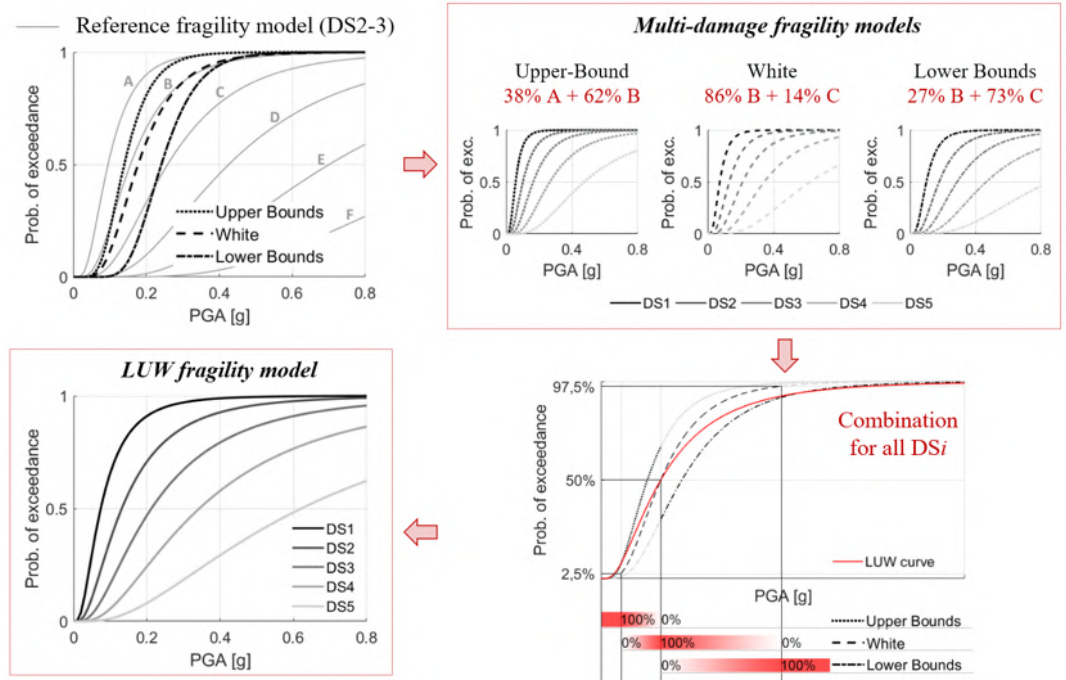 Reference fragility model (DS2-3)
Prob. of exceedance
1
0.5
0
A
B
C
D
E
F
Upper Bounds
White
Lower Bounds
0
0.2
0.4
0.6
0.8
PGA [g]
Multi-damage fragility models
Upper-Bound
38% A + 62% B
White
86% B + 14% C
Lower Bounds
27% B + 73% C
Prob. of exc.
1
0.5
0
0
0.4
0.8
PGA [g]
1
0.5
0
0
0.4
0.8
PGA [g]
1
0.5
0
0
0.4
0.8
PGA [g]
DS1
DS2
DS3
DS4
DS5
Combination
for all DSi
Prob. of exceedance
97,5%
50%
2,5%
LUW curve
PGA [g]
100% 0%
Upper Bounds
0% 100% 0%
White
0% 100%
Lower Bounds
LUW fragility model
Prob. of exceedance
1
0.5
0
DS1
DS2
DS3
DS4
DS5
0
0.2
0.4
0.6
0.8
PGA [g]